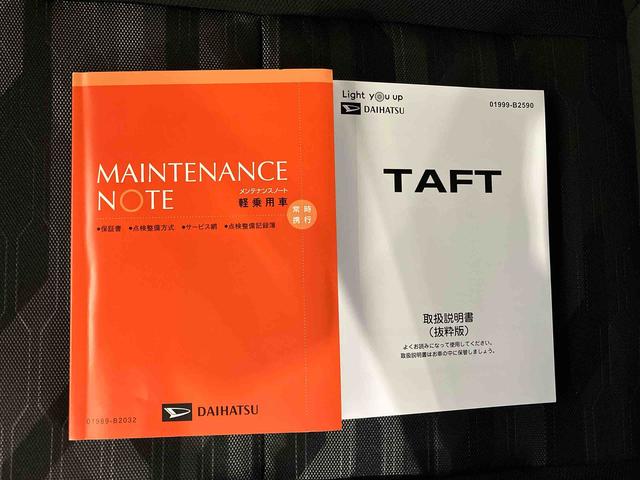 MAINTENANCE
NOTE
メンテナンスノート
軽乗用車
常時
携行
●保証書 ●点検整備方式 ●サービス網 ●点検整備記録簿
DAIHATSU
01989-B2032
Light you up
DAIHATSU
01999-B2590
TAFT
取扱説明書
(抜粋版)
よくお読みになって使用してください。
取扱説明書はお車の中に保管しましょう。